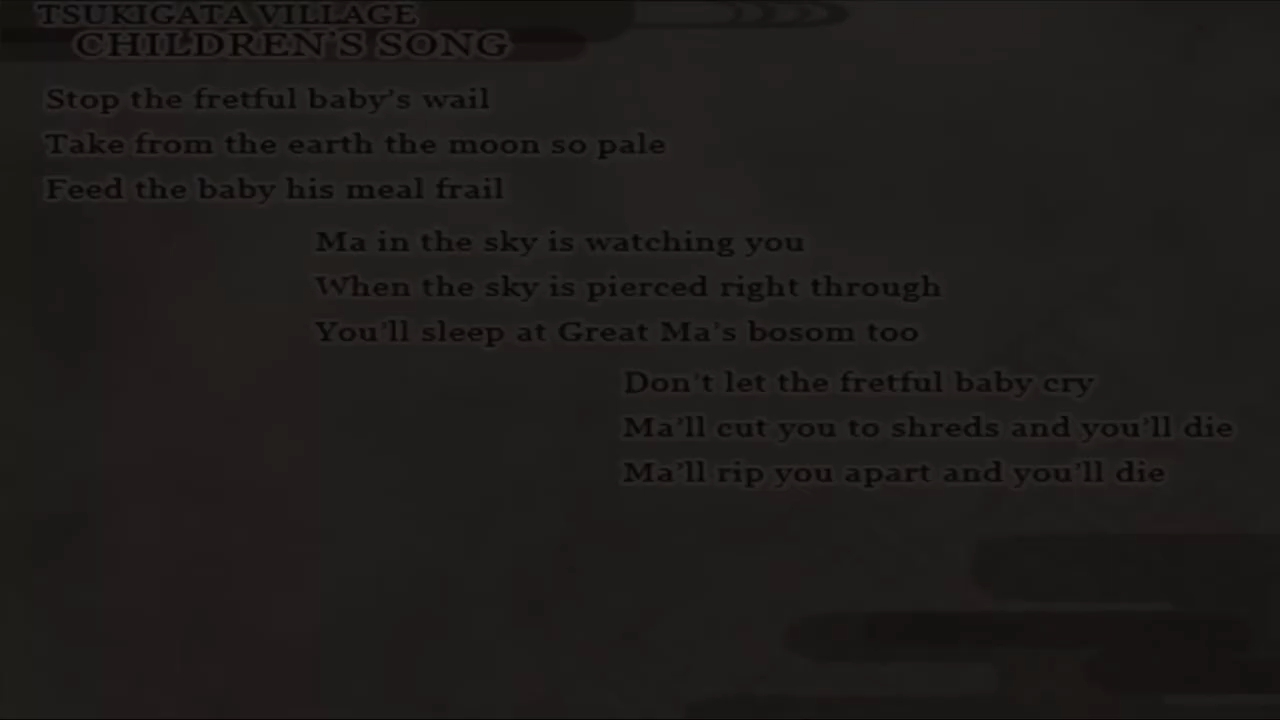 TSUKIGATA VILLAGE
CHILDREN'S SONG
Stop the fretful baby's wail
Take from the earth the moon so pale
Feed the baby his meal frail
Ma in the sky is watching you
When the sky is pierced right through
You'll sleep at Great Ma's bosom too
Don't let the fretful baby cry
Ma'll cut you to shreds and you'll die
Ma'll rip you apart and you'll die